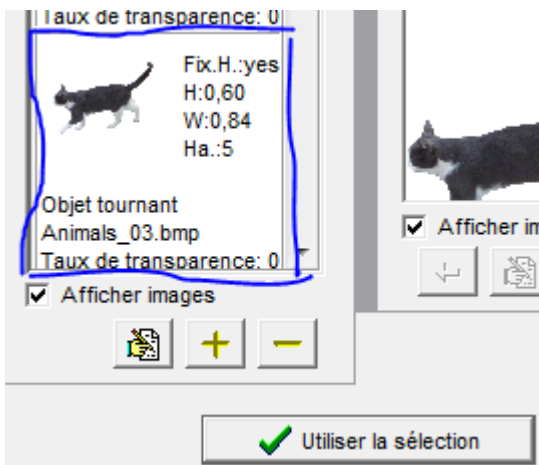 Taux de transparence: 0
Fix.H.:yes
H:0,60
W:0,84
Ha.:5
Objet tournant
Animals_03.bmp
Taux de transparence: 0
Afficher images
Afficher
Utiliser la sélection